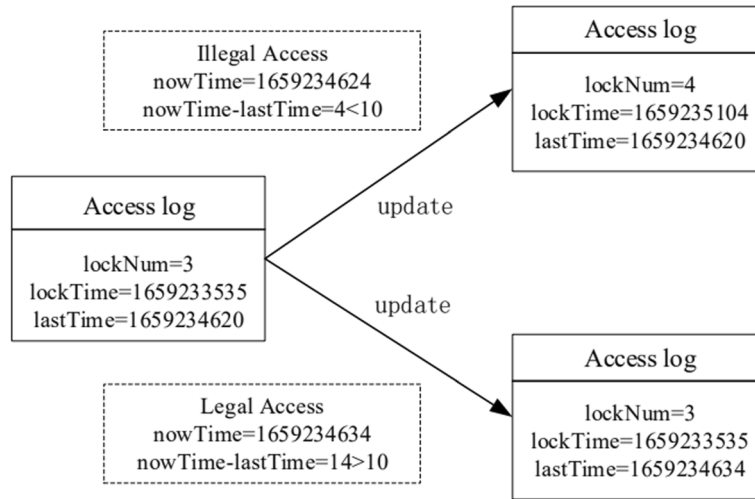 Illegal Access
nowTime=1659234624
nowTime-lastTime=4<10
Access log
lockNum=4
lockTime=1659235104
lastTime=1659234620
Access log
lockNum=3
lockTime=1659233535
lastTime=1659234620
update
update
Legal Access
nowTime=1659234634
nowTime-lastTime=14>10
Access log
lockNum=3
lockTime=1659233535
lastTime=1659234634